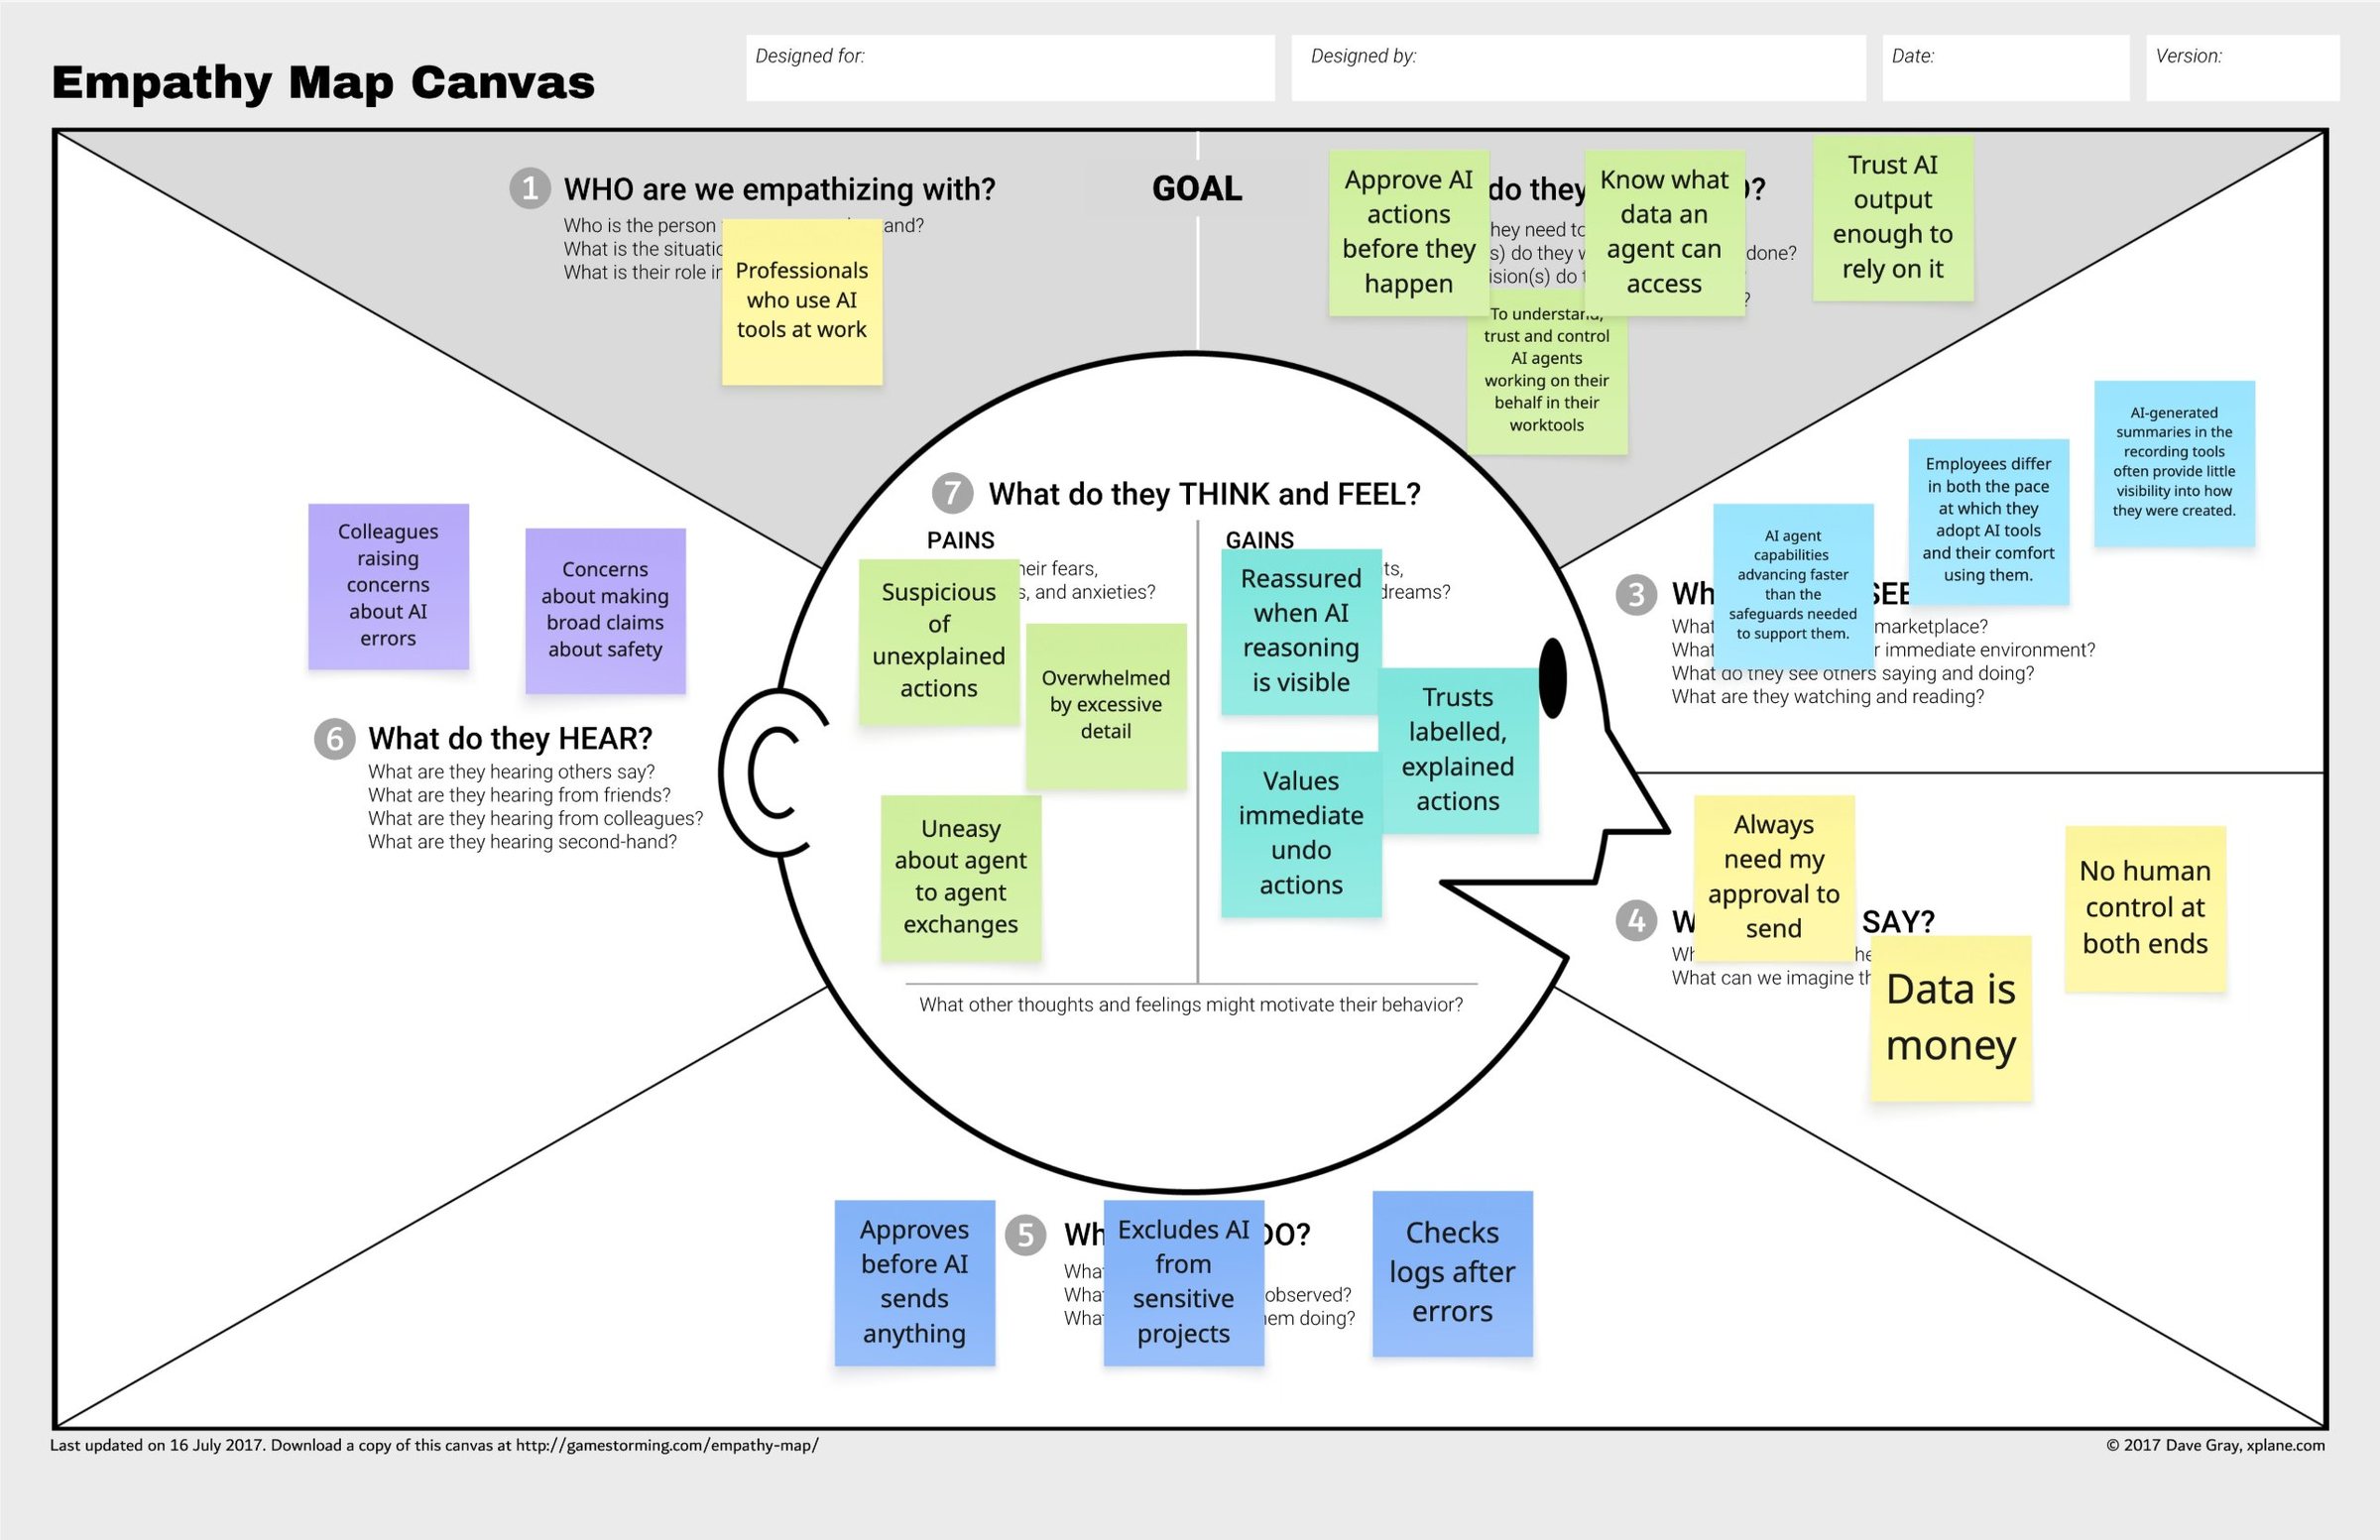 Empathy Map Canvas
Designed for:
Designed by:
Date:
Version:
1
WHO are we empathizing with?
Who is the person
and?
What is the situatio
What is their role in
Professionals
who use AI
tools at work
GOAL
do they
?
hey need to
s) do they w
done?
ision(s) do t
?
Approve AI
actions
before they
happen
Know what
data an
agent can
access
Trust AI
output
enough to
rely on it
To understand,
trust and control
AI agents
working on their
behalf in their
worktools
7
What do they THINK and FEEL?
PAINS
heir fears,
s, and anxieties?
Suspicious
of
unexplained
actions
Overwhelmed
by excessive
detail
Uneasy
about agent
to agent
exchanges
GAINS
ts,
dreams?
Reassured
when AI
reasoning
is visible
Trusts
labelled,
explained
actions
Values
immediate
undo
actions
What other thoughts and feelings might motivate their behavior?
AI agent
capabilities
advancing faster
than the
safeguards needed
to support them.
Employees differ
in both the pace
at which they
adopt AI tools
and their comfort
using them.
AI-generated
summaries in the
recording tools
often provide little
visibility into how
they were created.
3
Wh
SEE
What
marketplace?
What
r immediate environment?
What do they see others saying and doing?
What are they watching and reading?
Always
need my
approval to
send
No human
control at
both ends
Data is
money
4
W
SAY?
Wh
he
What can we imagine th
Colleagues
raising
concerns
about AI
errors
Concerns
about making
broad claims
about safety
6
What do they HEAR?
What are they hearing others say?
What are they hearing from friends?
What are they hearing from colleagues?
What are they hearing second-hand?
Approves
before AI
sends
anything
5
Wh
DO?
What
What
observed?
What
hem doing?
Excludes AI
from
sensitive
projects
Checks
logs after
errors
Last updated on 16 July 2017. Download a copy of this canvas at http://gamestorming.com/empathy-map/
© 2017 Dave Gray, xplane.com